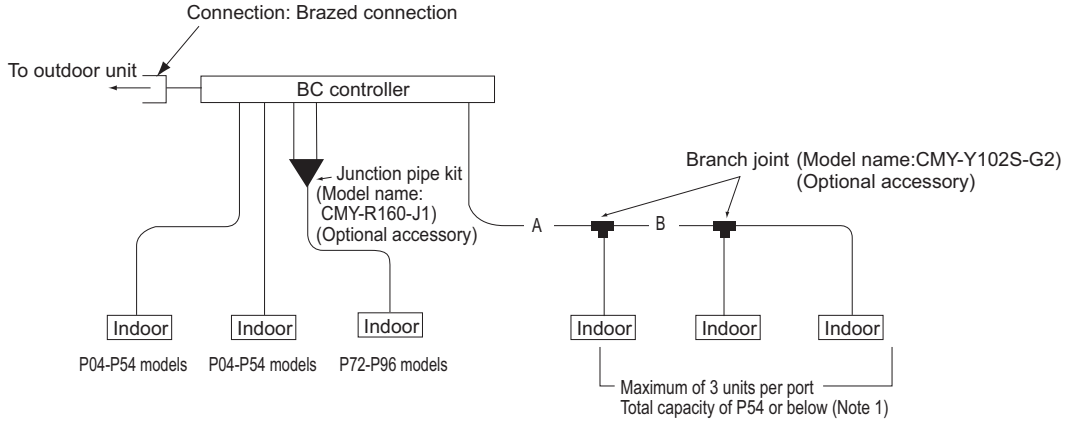 Connection: Brazed connection
To outdoor unit
BC controller
Junction pipe kit
(Model name:
CMY-R160-J1)
(Optional accessory)
Branch joint (Model name:CMY-Y102S-G2)
(Optional accessory)
A
B
Indoor
Indoor
Indoor
Indoor
Indoor
Indoor
P04-P54 models
P04-P54 models
P72-P96 models
Maximum of 3 units per port
Total capacity of P54 or below (Note 1)